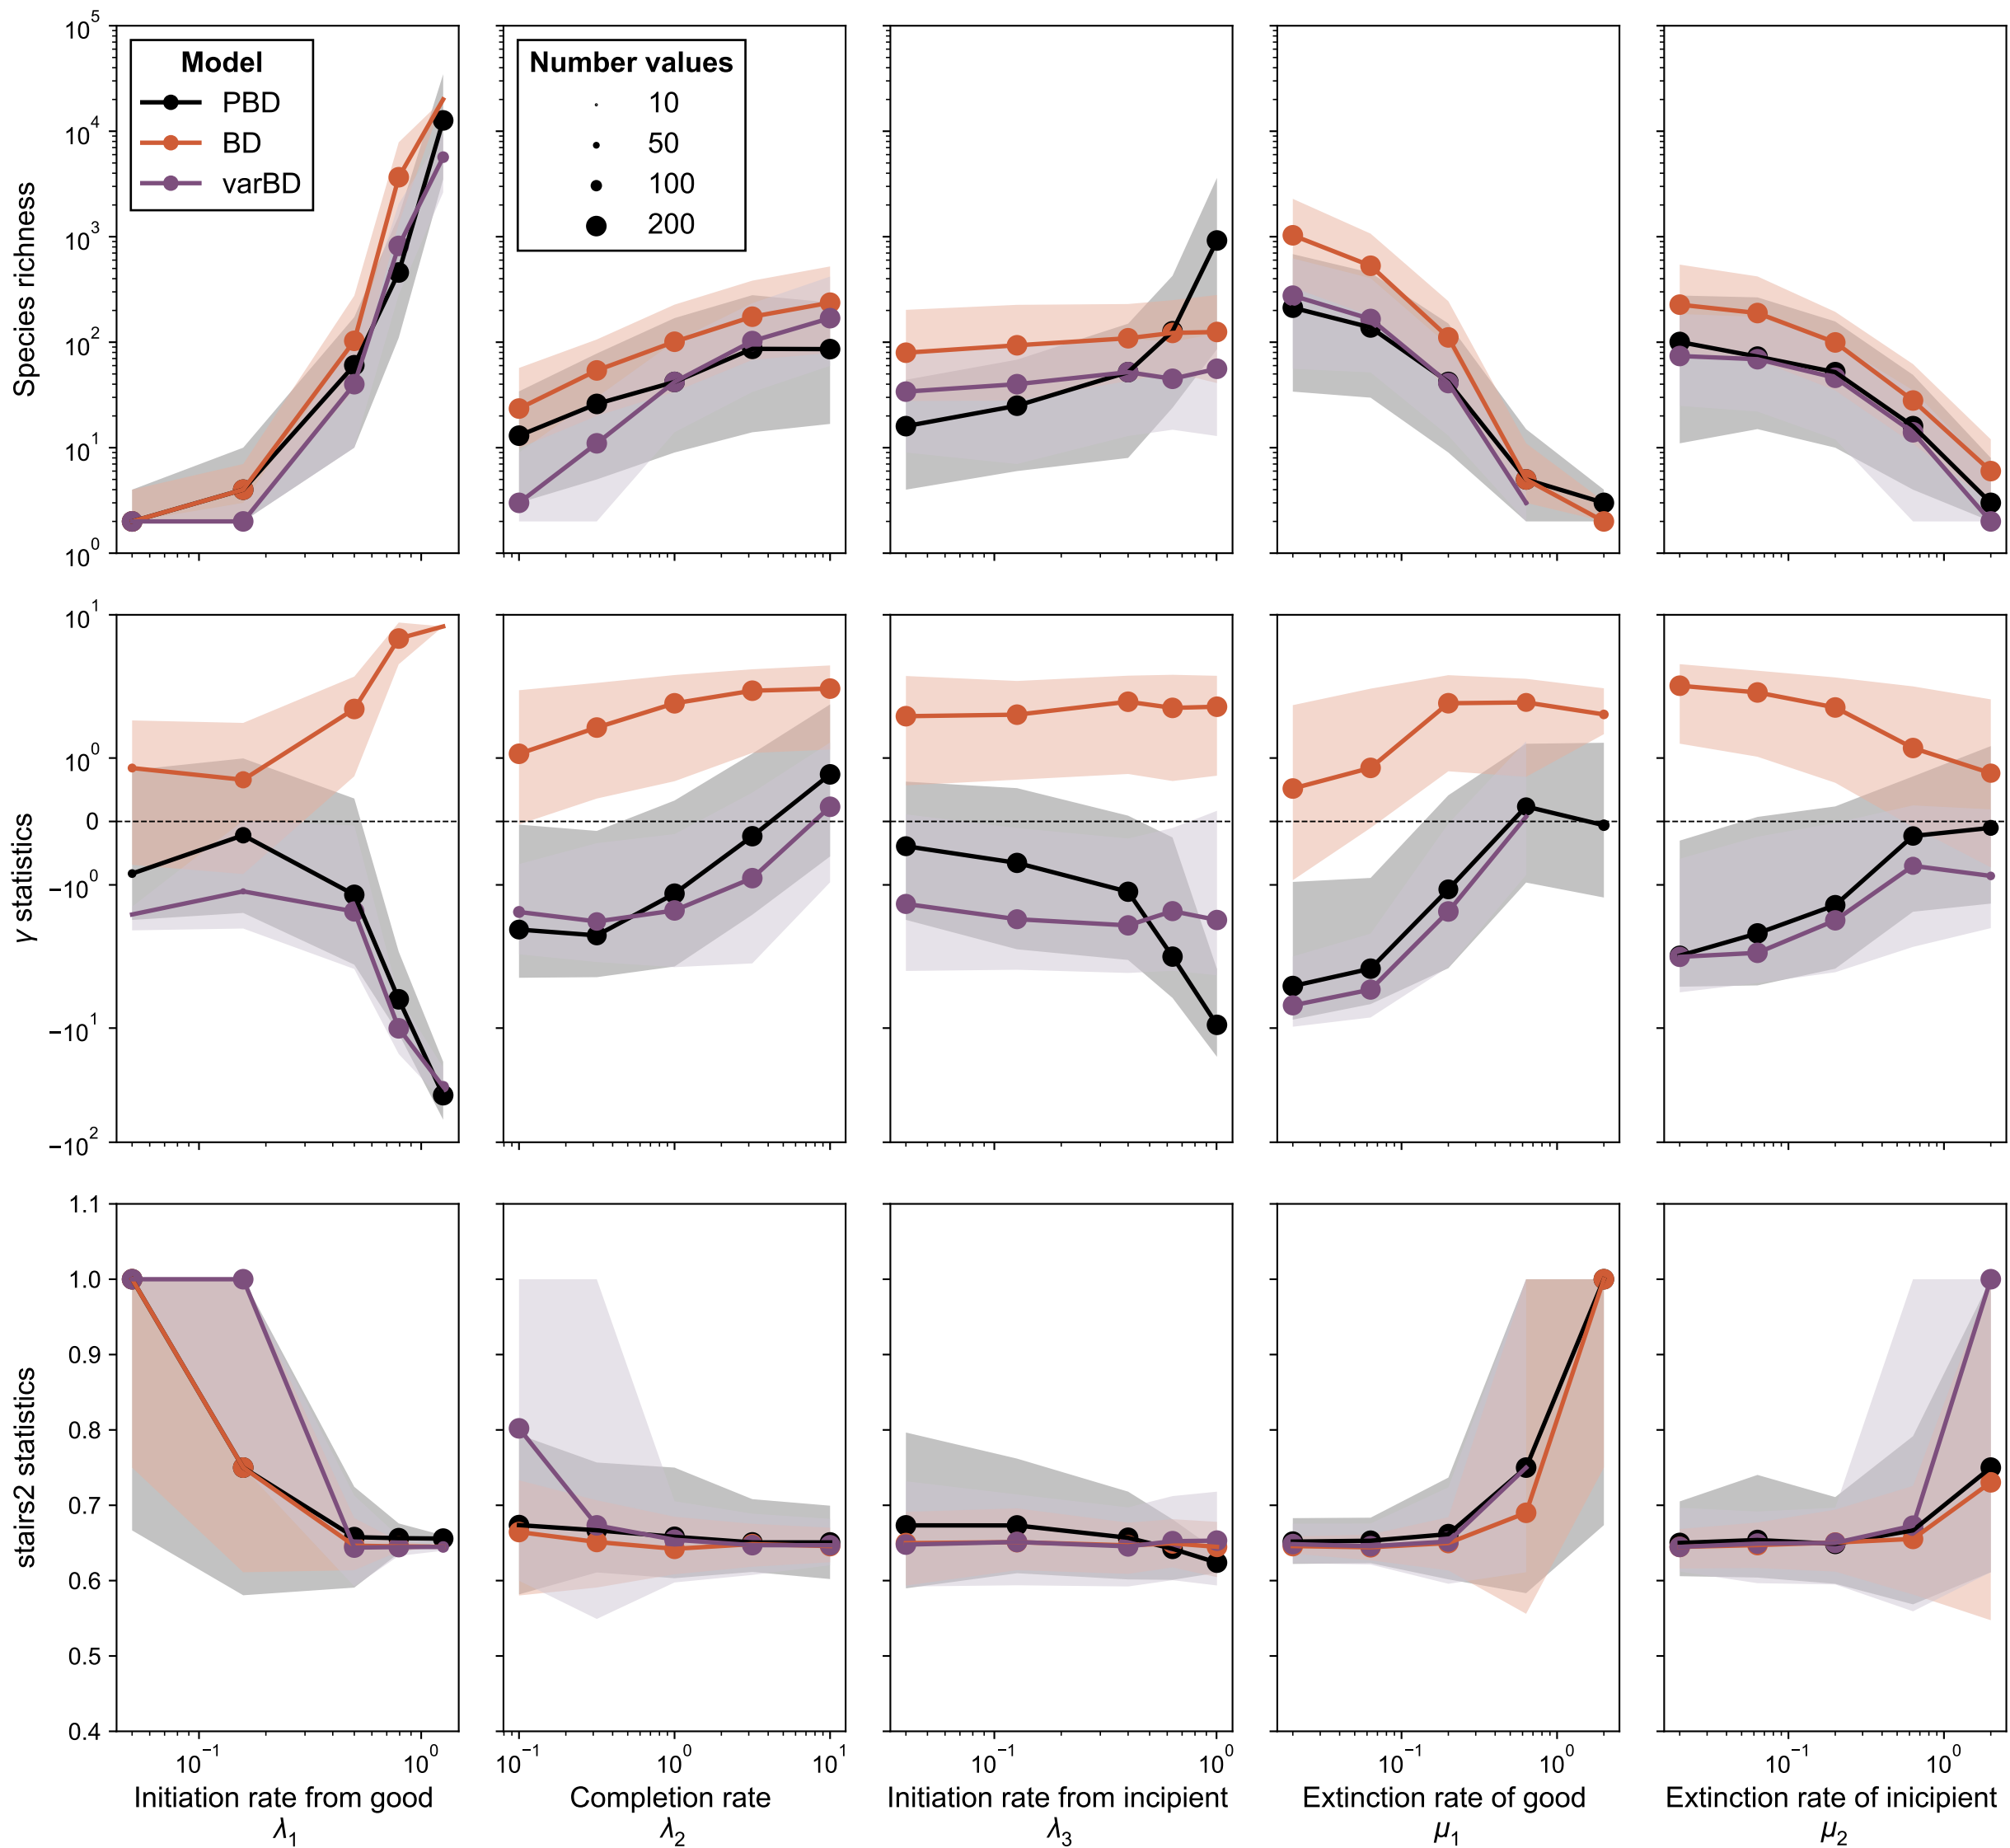 Species richness
10^5
10^4
10^3
10^2
10^1
10^0
Model
PBD
BD
varBD
Number values
10
50
100
200
γ statistics
10^1
10^0
0
−10^0
−10^1
−10^2
stairs2 statistics
1.1
1.0
0.9
0.8
0.7
0.6
0.5
0.4
10^−1 10^0
Initiation rate from good
λ1
10^−1 10^0 10^1
Completion rate
λ2
10^−1 10^0
Initiation rate from incipient
λ3
10^−1 10^0
Extinction rate of good
μ1
10^−1 10^0
Extinction rate of inicipient
μ2